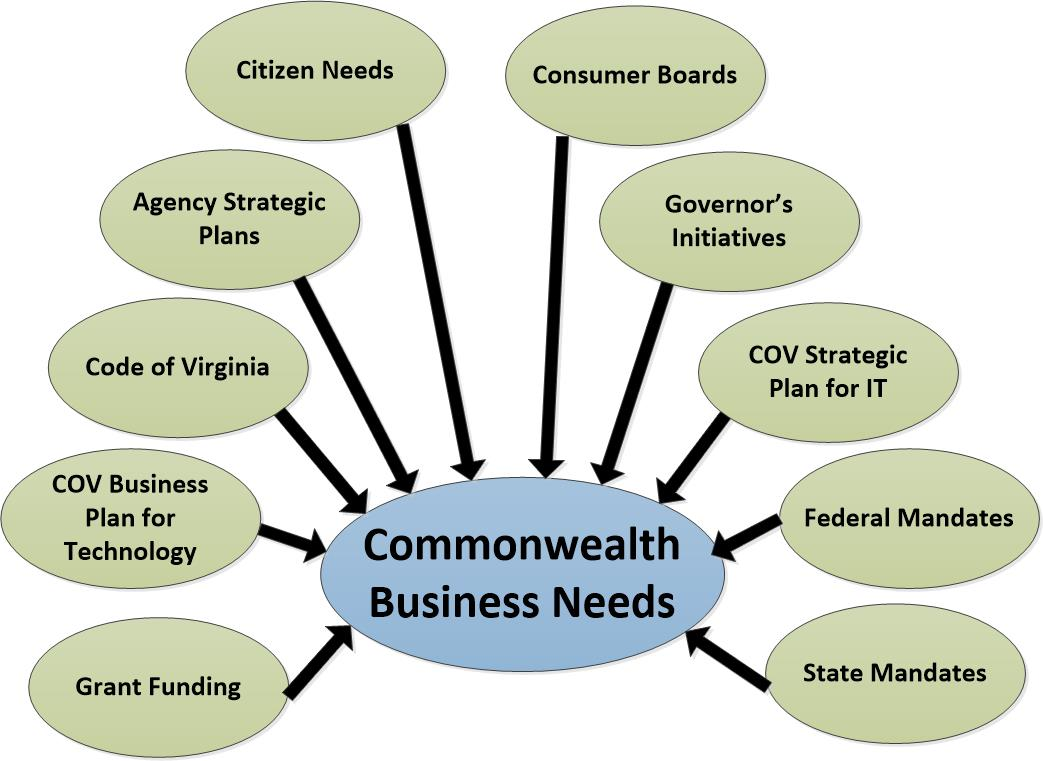 Citizen Needs
Consumer Boards
Agency Strategic
Plans
Governor’s
Initiatives
Code of Virginia
COV Strategic
Plan for IT
COV Business
Plan for
Technology
Federal Mandates
Commonwealth
Business Needs
Grant Funding
State Mandates